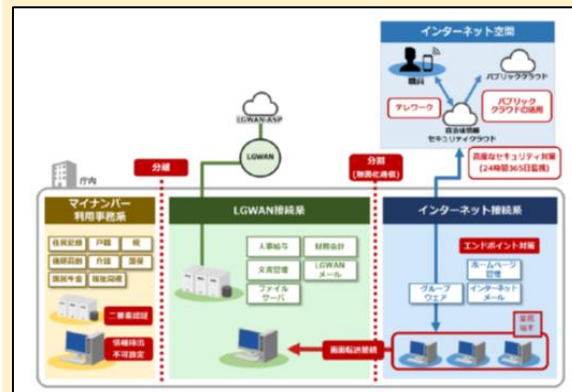 インターネット空間
職員
パブリッククラウド
テレワーク
パブリック
クラウドの活用
自治体情報
セキュリティクラウド
LGWAN-ASP
LGWAN
高度なセキュリティ対策
(24時間365日監視)
庁内
分離
分割
(無害化通信)
マイナンバー
利用事務系
住民記録
戸籍
税
後期高齢
介護
国保
国民年金
福祉関連
二要素認証
情報持出
不可設定
LGWAN接続系
人事給与
財務会計
文書管理
LGWAN
メール
ファイル
サーバ
画面転送接続
インターネット接続系
エンドポイント対策
ホームページ
管理
グループ
ウェア
インターネット
メール
業務
端末